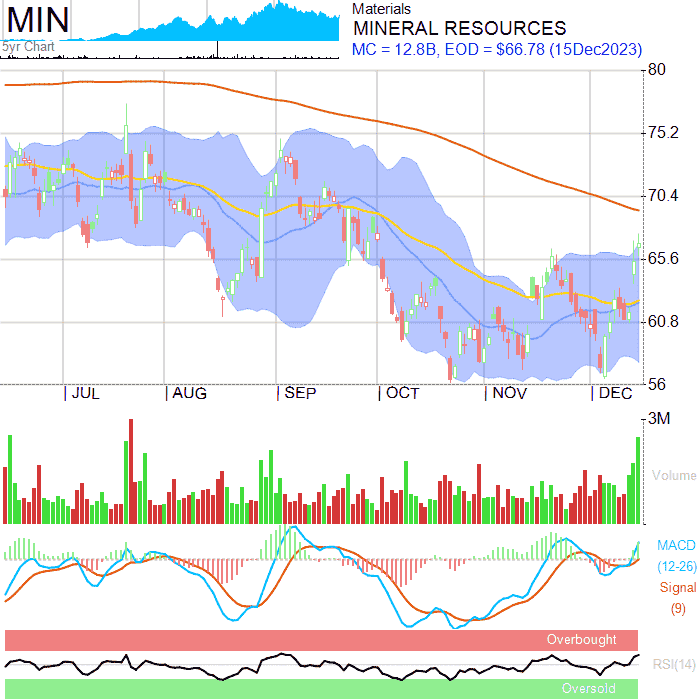 MIN
5yr Chart
Materials
MINERAL RESOURCES
MC = 12.8B, EOD = $66.78 (15Dec2023)
80
75.2
70.4
65.6
60.8
56
JUL
AUG
SEP
OCT
NOV
DEC
3M
Volume
MACD
(12-26)
Signal
(9)
Overbought
RSI(14)
Oversold